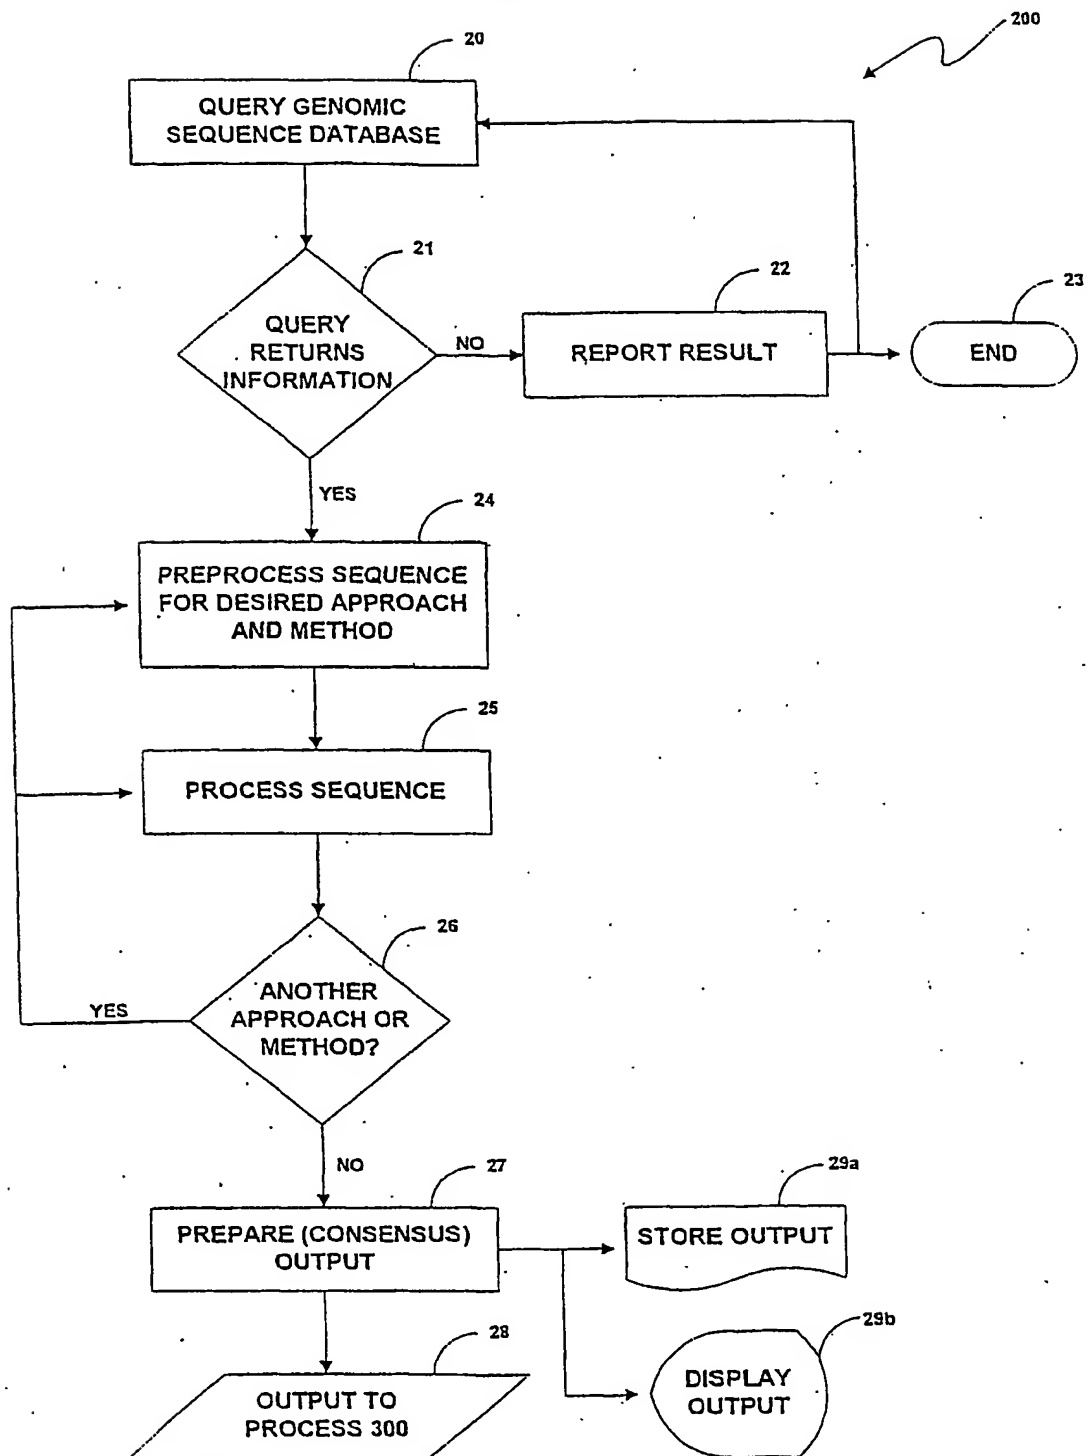 20
200
QUERY GENOMIC
SEQUENCE DATABASE
21
QUERY
RETURNS
INFORMATION
NO
22
REPORT RESULT
23
END
YES
24
PREPROCESS SEQUENCE
FOR DESIRED APPROACH
AND METHOD
25
PROCESS SEQUENCE
26
ANOTHER
APPROACH OR
METHOD?
YES
NO
27
PREPARE (CONSENSUS)
OUTPUT
29a
STORE OUTPUT
29b
DISPLAY
OUTPUT
28
OUTPUT TO
PROCESS 300